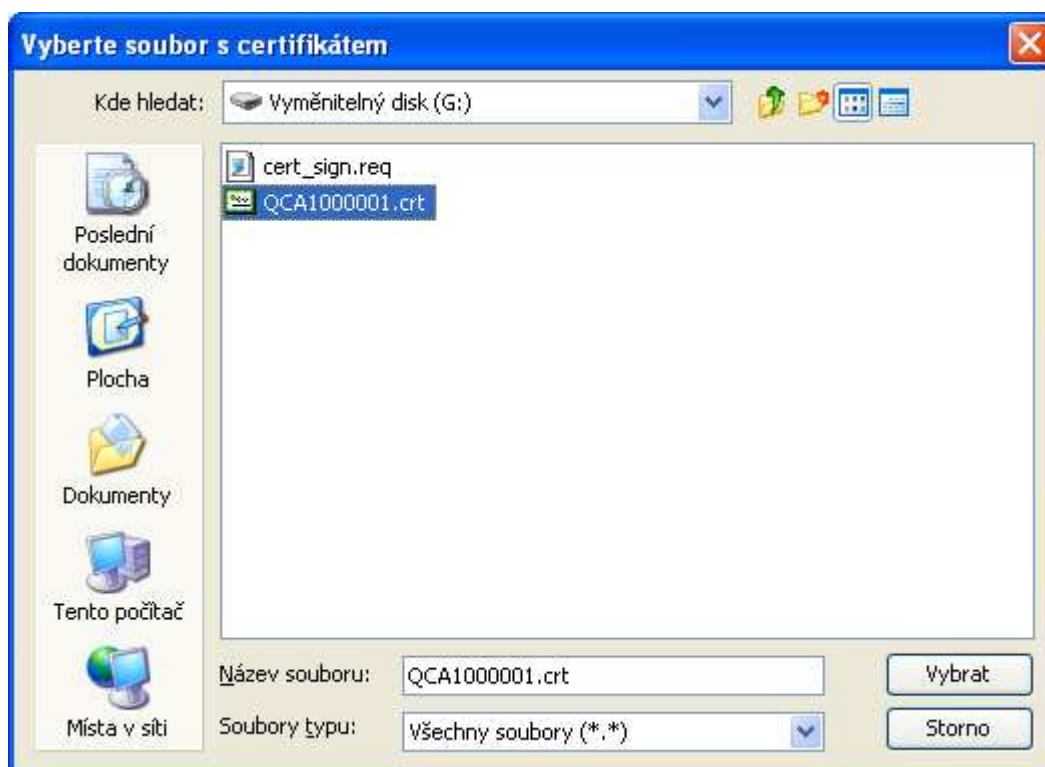 Vyberte soubor s certifikátem
Kde hledat:
Vyměnitelný disk (G:)
cert_sign.req
QCA1000001.crt
Poslední
dokumenty
Plocha
Dokumenty
Tento počítač
Místa v síti
Název souboru:
QCA1000001.crt
Vybrat
Soubory typu:
Všechny soubory (*.*)
Storno